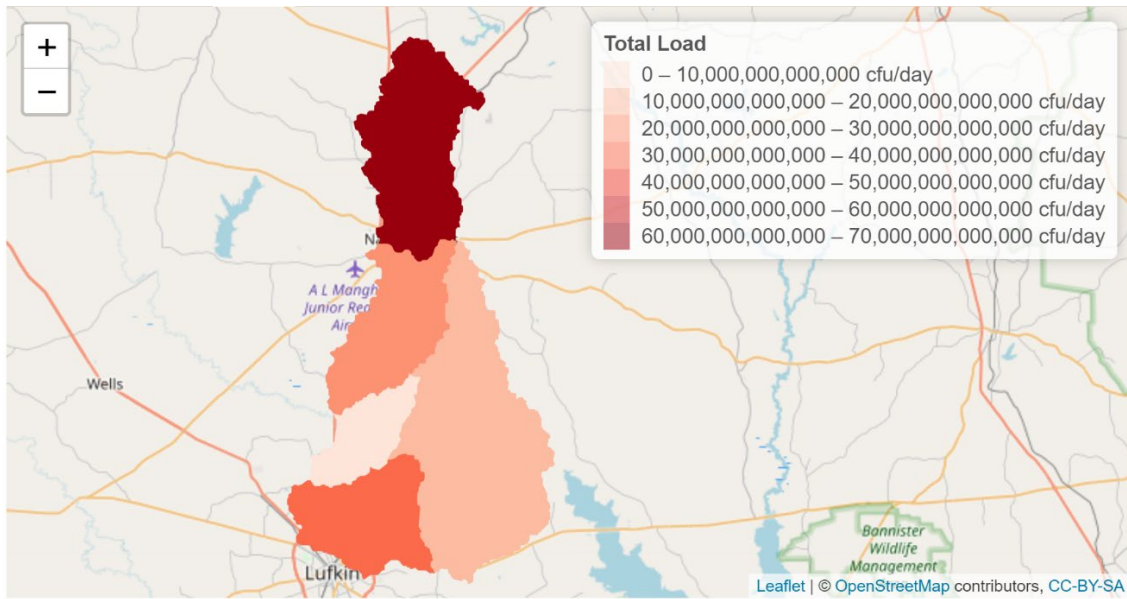 +
−
Total Load
0 – 10,000,000,000,000 cfu/day
10,000,000,000,000 – 20,000,000,000,000 cfu/day
20,000,000,000,000 – 30,000,000,000,000 cfu/day
30,000,000,000,000 – 40,000,000,000,000 cfu/day
40,000,000,000,000 – 50,000,000,000,000 cfu/day
50,000,000,000,000 – 60,000,000,000,000 cfu/day
60,000,000,000,000 – 70,000,000,000,000 cfu/day
Na
A L Mangh
Junior Reg
Air
Wells
Lufkin
Bannister
Wildlife
Management
Leaflet | © OpenStreetMap contributors, CC-BY-SA